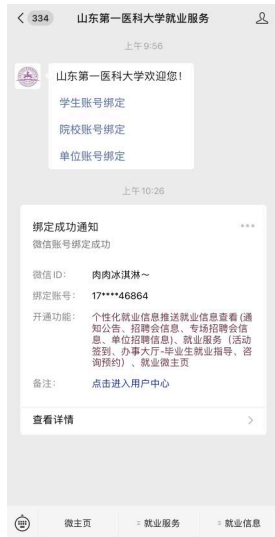 334
山东第一医科大学就业服务
上午9:56
山东第一医科大学欢迎您！
学生账号绑定
院校账号绑定
单位账号绑定
上午10:26
绑定成功通知
微信账号绑定成功
微信ID： 肉肉冰淇淋～
绑定账号： 17****46864
开通功能： 个性化就业信息推送就业信息查看(通
知公告、招聘会信息、专场招聘会信
息、单位招聘信息)、就业服务（活动
签到、办事大厅-毕业生就业指导、咨
询预约）、就业微主页
备注： 点击进入用户中心
查看详情
微主页 就业服务 就业信息